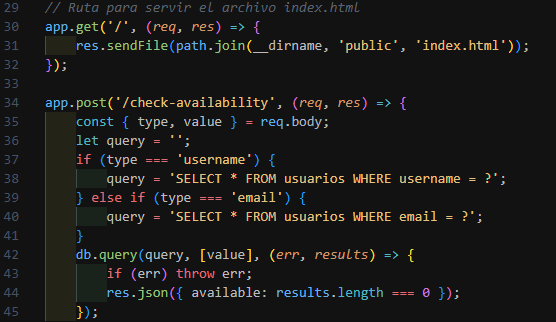 29 // Ruta para servir el archivo index.html
30 app.get('/', (req, res) => {
31     res.sendFile(path.join(__dirname, 'public', 'index.html'));
32 });
33
34 app.post('/check-availability', (req, res) => {
35     const { type, value } = req.body;
36     let query = '';
37     if (type === 'username') {
38         query = 'SELECT * FROM usuarios WHERE username = ?';
39     } else if (type === 'email') {
40         query = 'SELECT * FROM usuarios WHERE email = ?';
41     }
42     db.query(query, [value], (err, results) => {
43         if (err) throw err;
44         res.json({ available: results.length === 0 });
45     });